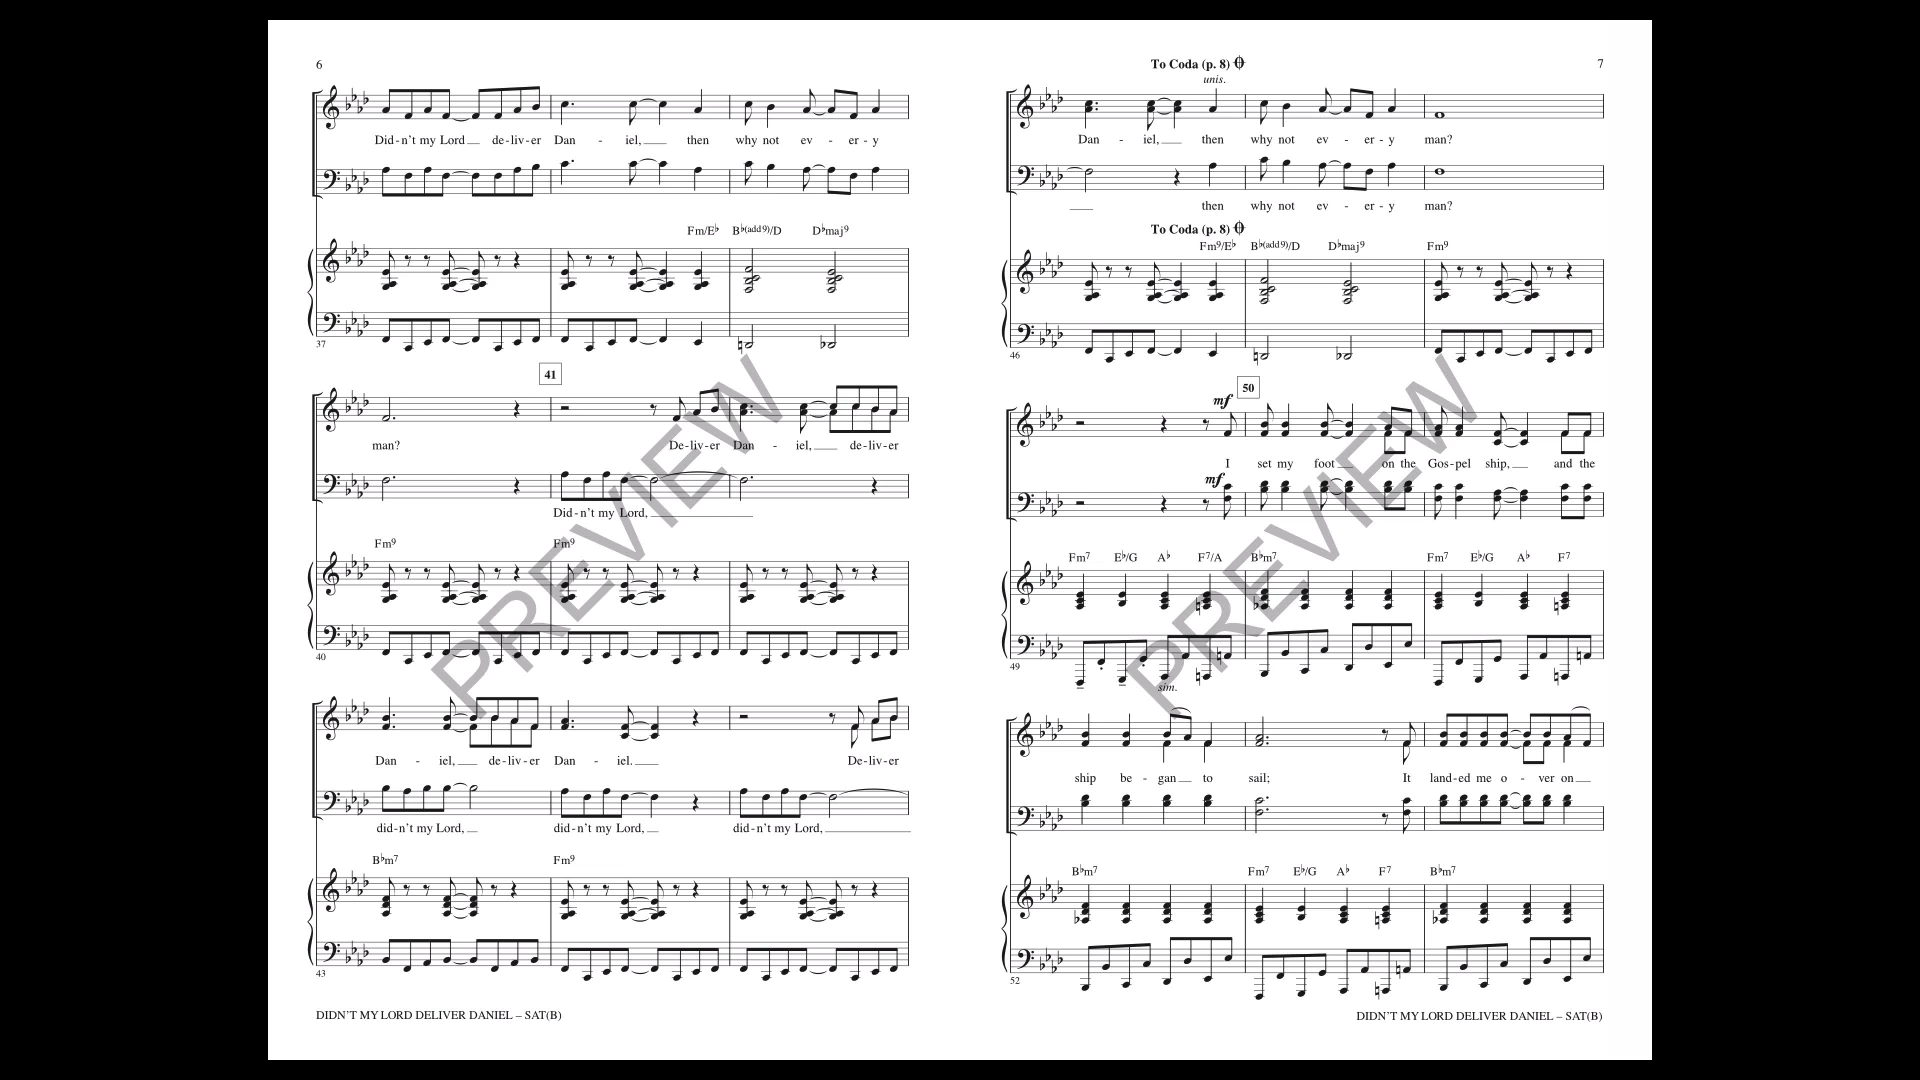 6
Did-n't my Lord de-liv-er Dan - iel, then why not ev - er-y
Fm/E♭ B♭(add9)/D D♭maj9
37
41
man? De-liv-er Dan - iel, de-liv-er
Did-n't my Lord,
Fm9 Fm9
40
Dan - iel, de-liv-er Dan - iel. De-liv-er
did-n't my Lord, did-n't my Lord, did-n't my Lord,
B♭m7 Fm9
43
DIDN'T MY LORD DELIVER DANIEL – SAT(B)
To Coda (p. 8) 7
unis.
Dan - iel, then why not ev - er-y man?
then why not ev - er-y man?
To Coda (p. 8)
Fm9/E♭ B♭(add9)/D D♭maj9 Fm9
46
50
mf
I set my foot on the Gos-pel ship, and the
mf
Fm7 E♭/G A♭ F7/A B♭m7 Fm7 E♭/G A♭ F7
49
sim.
ship be - gan to sail; It land-ed me o - ver on
B♭m7 Fm7 E♭/G A♭ F7 B♭m7
52
DIDN'T MY LORD DELIVER DANIEL – SAT(B)
PREVIEW
PREVIEW